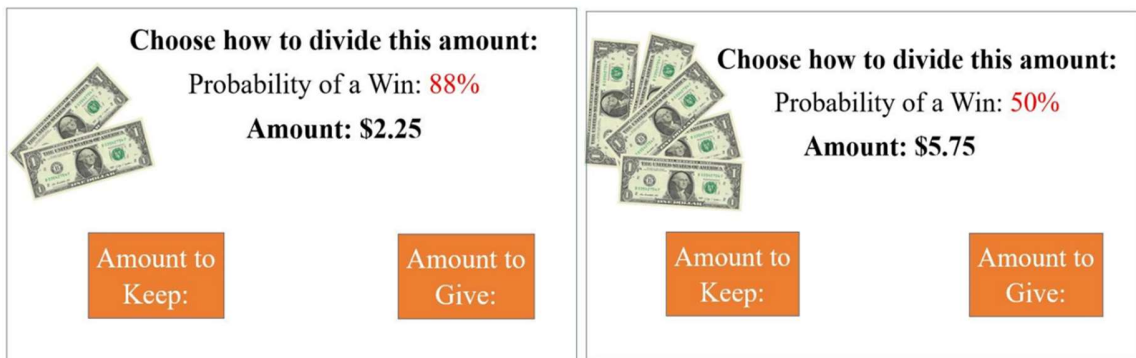 Choose how to divide this amount:
Probability of a Win: 88%
Amount: $2.25
Amount to
Keep:
Amount to
Give:
Choose how to divide this amount:
Probability of a Win: 50%
Amount: $5.75
Amount to
Keep:
Amount to
Give: